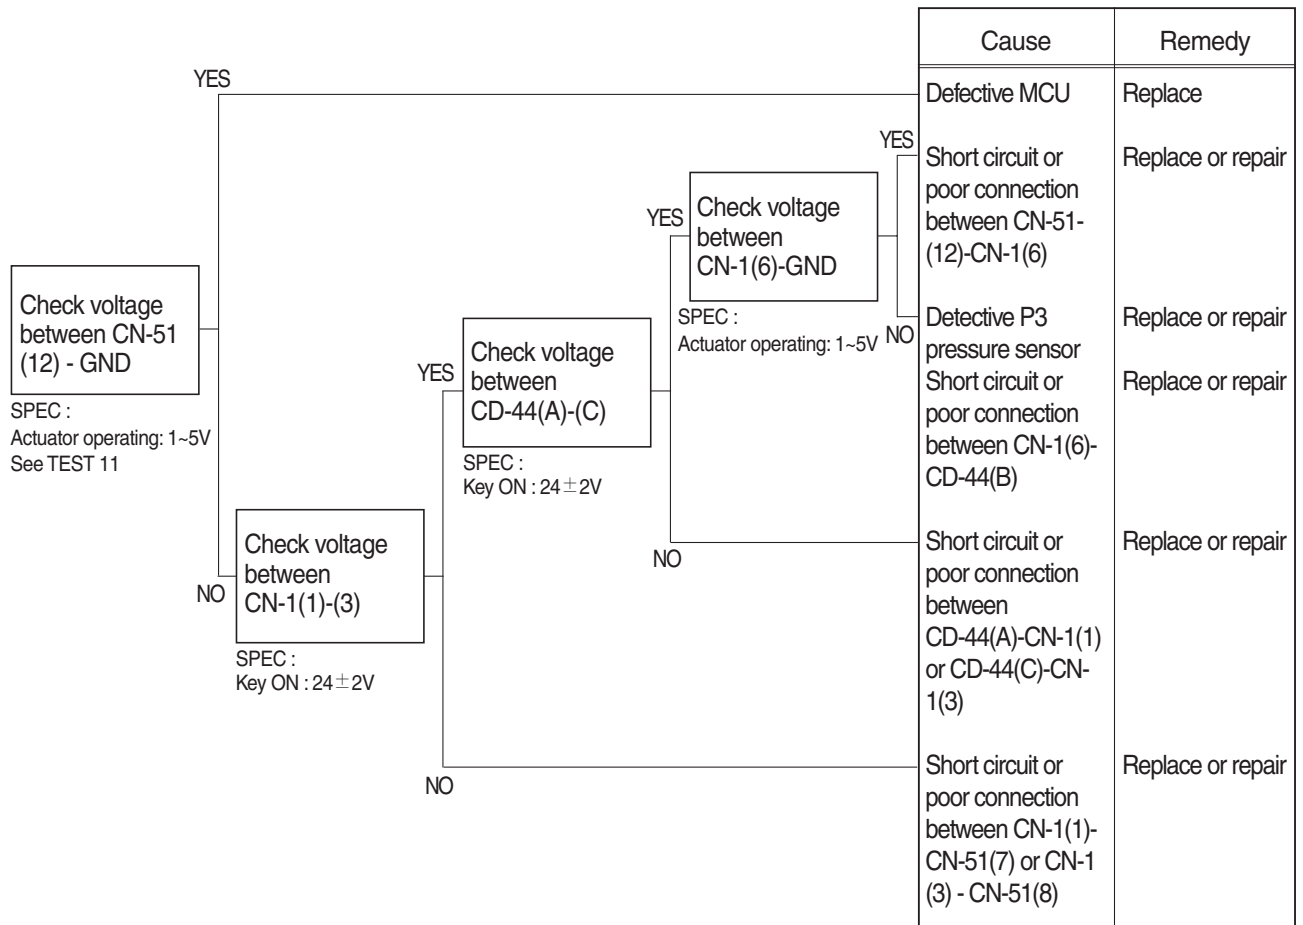 Cause
Remedy
YES
Defective MCU
Replace
YES
Short circuit or
poor connection
between CN-51-
(12)-CN-1(6)
Replace or repair
YES
Check voltage
between
CN-1(6)-GND
SPEC :
Actuator operating: 1~5V
NO
Detective P3
pressure sensor
Replace or repair
Short circuit or
poor connection
between CN-1(6)-
CD-44(B)
Replace or repair
Check voltage
between CN-51
(12) - GND
SPEC :
Actuator operating: 1~5V
See TEST 11
YES
Check voltage
between
CD-44(A)-(C)
SPEC :
Key ON : 24±2V
NO
Short circuit or
poor connection
between
CD-44(A)-CN-1(1)
or CD-44(C)-CN-
1(3)
Replace or repair
NO
Check voltage
between
CN-1(1)-(3)
SPEC :
Key ON : 24±2V
NO
Short circuit or
poor connection
between CN-1(1)-
CN-51(7) or CN-1
(3) - CN-51(8)
Replace or repair